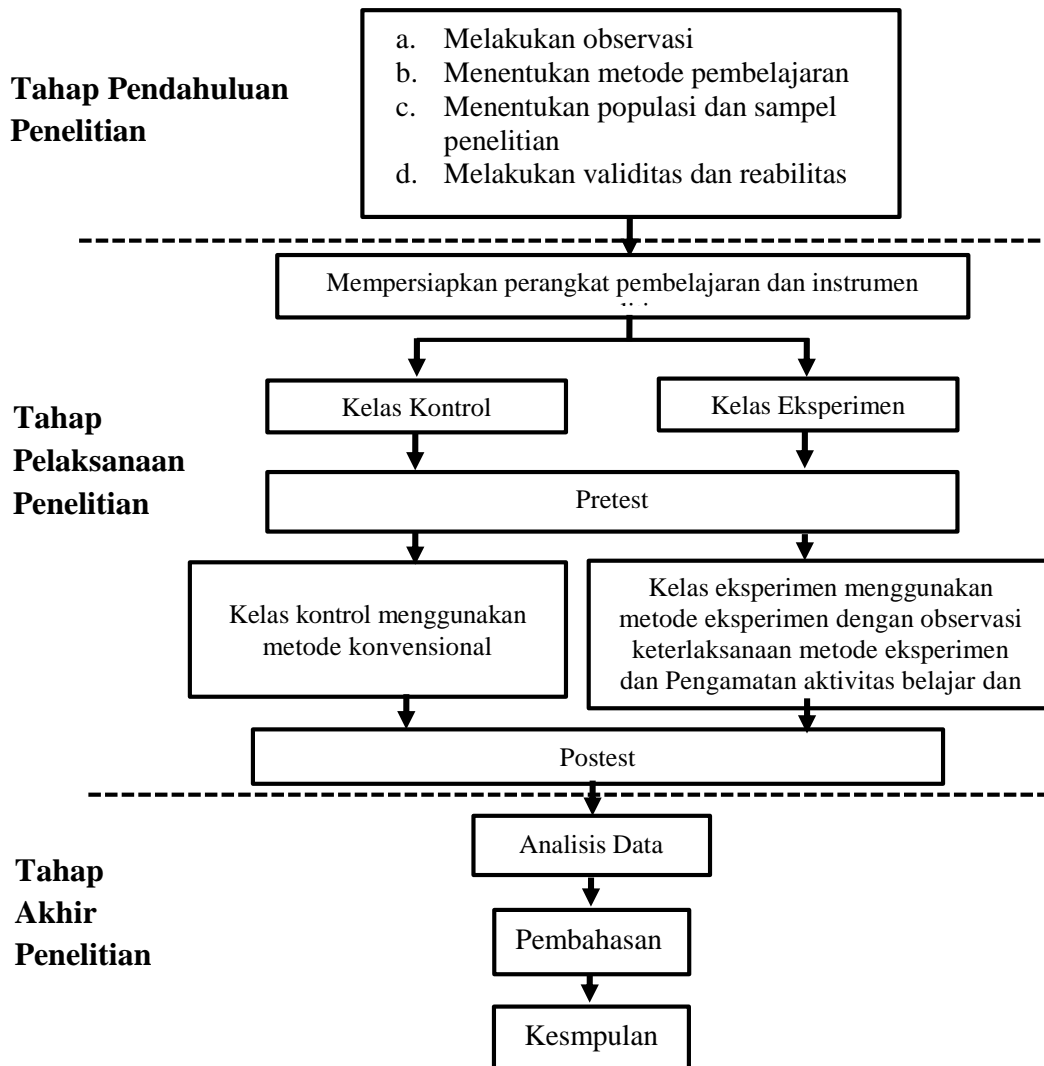 Tahap Pendahuluan
Penelitian
a. Melakukan observasi
b. Menentukan metode pembelajaran
c. Menentukan populasi dan sampel
penelitian
d. Melakukan validitas dan reabilitas
Mempersiapkan perangkat pembelajaran dan instrumen
Tahap
Pelaksanaan
Penelitian
Kelas Kontrol
Kelas Eksperimen
Pretest
Kelas kontrol menggunakan
metode konvensional
Kelas eksperimen menggunakan
metode eksperimen dengan observasi
keterlaksanaan metode eksperimen
dan Pengamatan aktivitas belajar dan
Postest
Tahap
Akhir
Penelitian
Analisis Data
Pembahasan
Kesmpulan